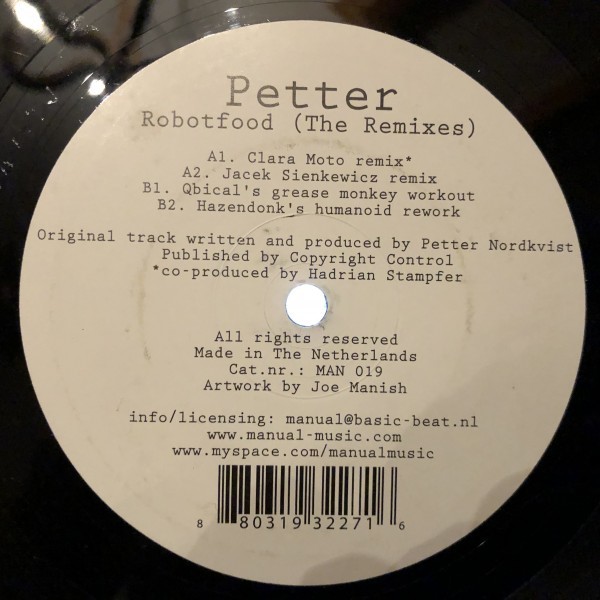 Petter
Robotfood (The Remixes)
A1. Clara Moto remix*
A2. Jacek Sienkewicz remix
B1. Qbical's grease monkey workout
B2. Hazendonk's humanoid rework
Original track written and produced by Petter Nordkvist
Published by Copyright Control
*co-produced by Hadrian Stampfer
All rights reserved
Made in The Netherlands
Cat.nr.: MAN 019
Artwork by Joe Manish
info/licensing: manual@basic-beat.nl
www.manual-music.com
www.myspace.com/manualmusic
8 80319 32271 6